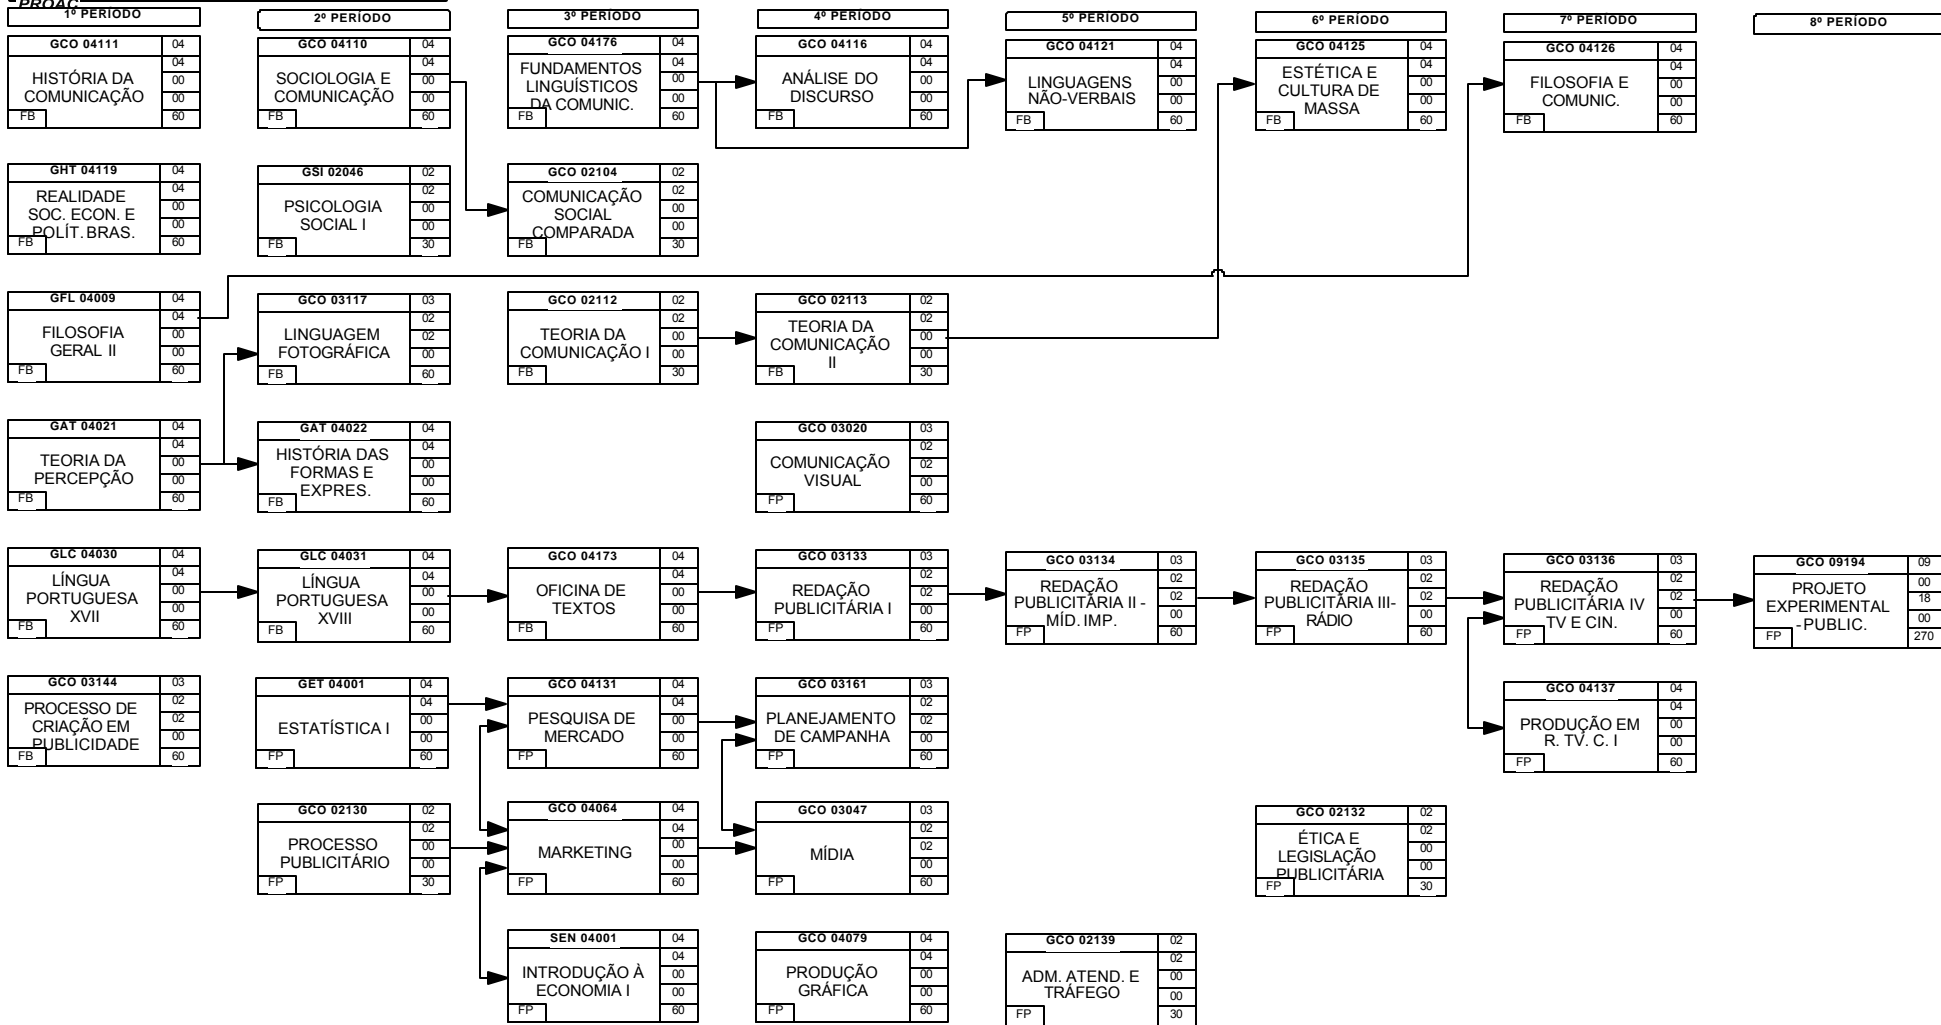 PROAC
1º PERÍODO
2º PERÍODO
3º PERÍODO
4º PERÍODO
5º PERÍODO
6º PERÍODO
7º PERÍODO
8º PERÍODO
GCO 04111
04
04
00
00
60
HISTÓRIA DA
COMUNICAÇÃO
FB
GCO 04110
04
04
00
00
60
SOCIOLOGIA E
COMUNICAÇÃO
FB
GCO 04176
04
04
00
00
60
FUNDAMENTOS
LINGUÍSTICOS
DA COMUNIC.
FB
GCO 04116
04
04
00
00
60
ANÁLISE DO
DISCURSO
FB
GCO 04121
04
04
00
00
60
LINGUAGENS
NÃO-VERBAIS
FB
GCO 04125
04
04
00
00
60
ESTÉTICA E
CULTURA DE
MASSA
FB
GCO 04126
04
04
00
00
60
FILOSOFIA E
COMUNIC.
FB
GHT 04119
04
04
00
00
60
REALIDADE
SOC. ECON. E
POLÍT. BRAS.
FB
GSI 02046
02
02
00
00
30
PSICOLOGIA
SOCIAL I
FB
GCO 02104
02
02
00
00
30
COMUNICAÇÃO
SOCIAL
COMPARADA
FB
GFL 04009
04
04
00
00
60
FILOSOFIA
GERAL II
FB
GCO 03117
03
02
02
00
60
LINGUAGEM
FOTOGRÁFICA
FB
GCO 02112
02
02
00
00
30
TEORIA DA
COMUNICAÇÃO I
FB
GCO 02113
02
02
00
00
30
TEORIA DA
COMUNICAÇÃO
II
FB
GAT 04021
04
04
00
00
60
TEORIA DA
PERCEPÇÃO
FB
GAT 04022
04
04
00
00
60
HISTÓRIA DAS
FORMAS E
EXPRES.
FB
GCO 03020
03
02
02
00
60
COMUNICAÇÃO
VISUAL
FP
GLC 04030
04
04
00
00
60
LÍNGUA
PORTUGUESA
XVII
FB
GLC 04031
04
04
00
00
60
LÍNGUA
PORTUGUESA
XVIII
FB
GCO 04173
04
04
00
00
60
OFICINA DE
TEXTOS
FB
GCO 03133
03
02
02
00
60
REDAÇÃO
PUBLICITÁRIA I
FP
GCO 03134
03
02
02
00
60
REDAÇÃO
PUBLICITÁRIA II -
MÍD. IMP.
FP
GCO 03135
03
02
02
00
60
REDAÇÃO
PUBLICITÁRIA III-
RÁDIO
FP
GCO 03136
03
02
02
00
60
REDAÇÃO
PUBLICITÁRIA IV
TV E CIN.
FP
GCO 09194
09
00
18
00
270
PROJETO
EXPERIMENTAL
-PUBLIC.
FP
GCO 03144
03
02
02
00
60
PROCESSO DE
CRIAÇÃO EM
PUBLICIDADE
FB
GET 04001
04
04
00
00
60
ESTATÍSTICA I
FP
GCO 04131
04
04
00
00
60
PESQUISA DE
MERCADO
FP
GCO 03161
03
02
02
00
60
PLANEJAMENTO
DE CAMPANHA
FP
GCO 04137
04
04
00
00
60
PRODUÇÃO EM
R. TV. C. I
FP
GCO 02130
02
02
00
00
30
PROCESSO
PUBLICITÁRIO
FP
GCO 04064
04
04
00
00
60
MARKETING
FP
GCO 03047
03
02
02
00
60
MÍDIA
FP
GCO 02132
02
02
00
00
30
ÉTICA E
LEGISLAÇÃO
PUBLICITÁRIA
FP
SEN 04001
04
04
00
00
60
INTRODUÇÃO À
ECONOMIA I
FP
GCO 04079
04
04
00
00
60
PRODUÇÃO
GRÁFICA
FP
GCO 02139
02
02
00
00
30
ADM. ATEND. E
TRÁFEGO
FP